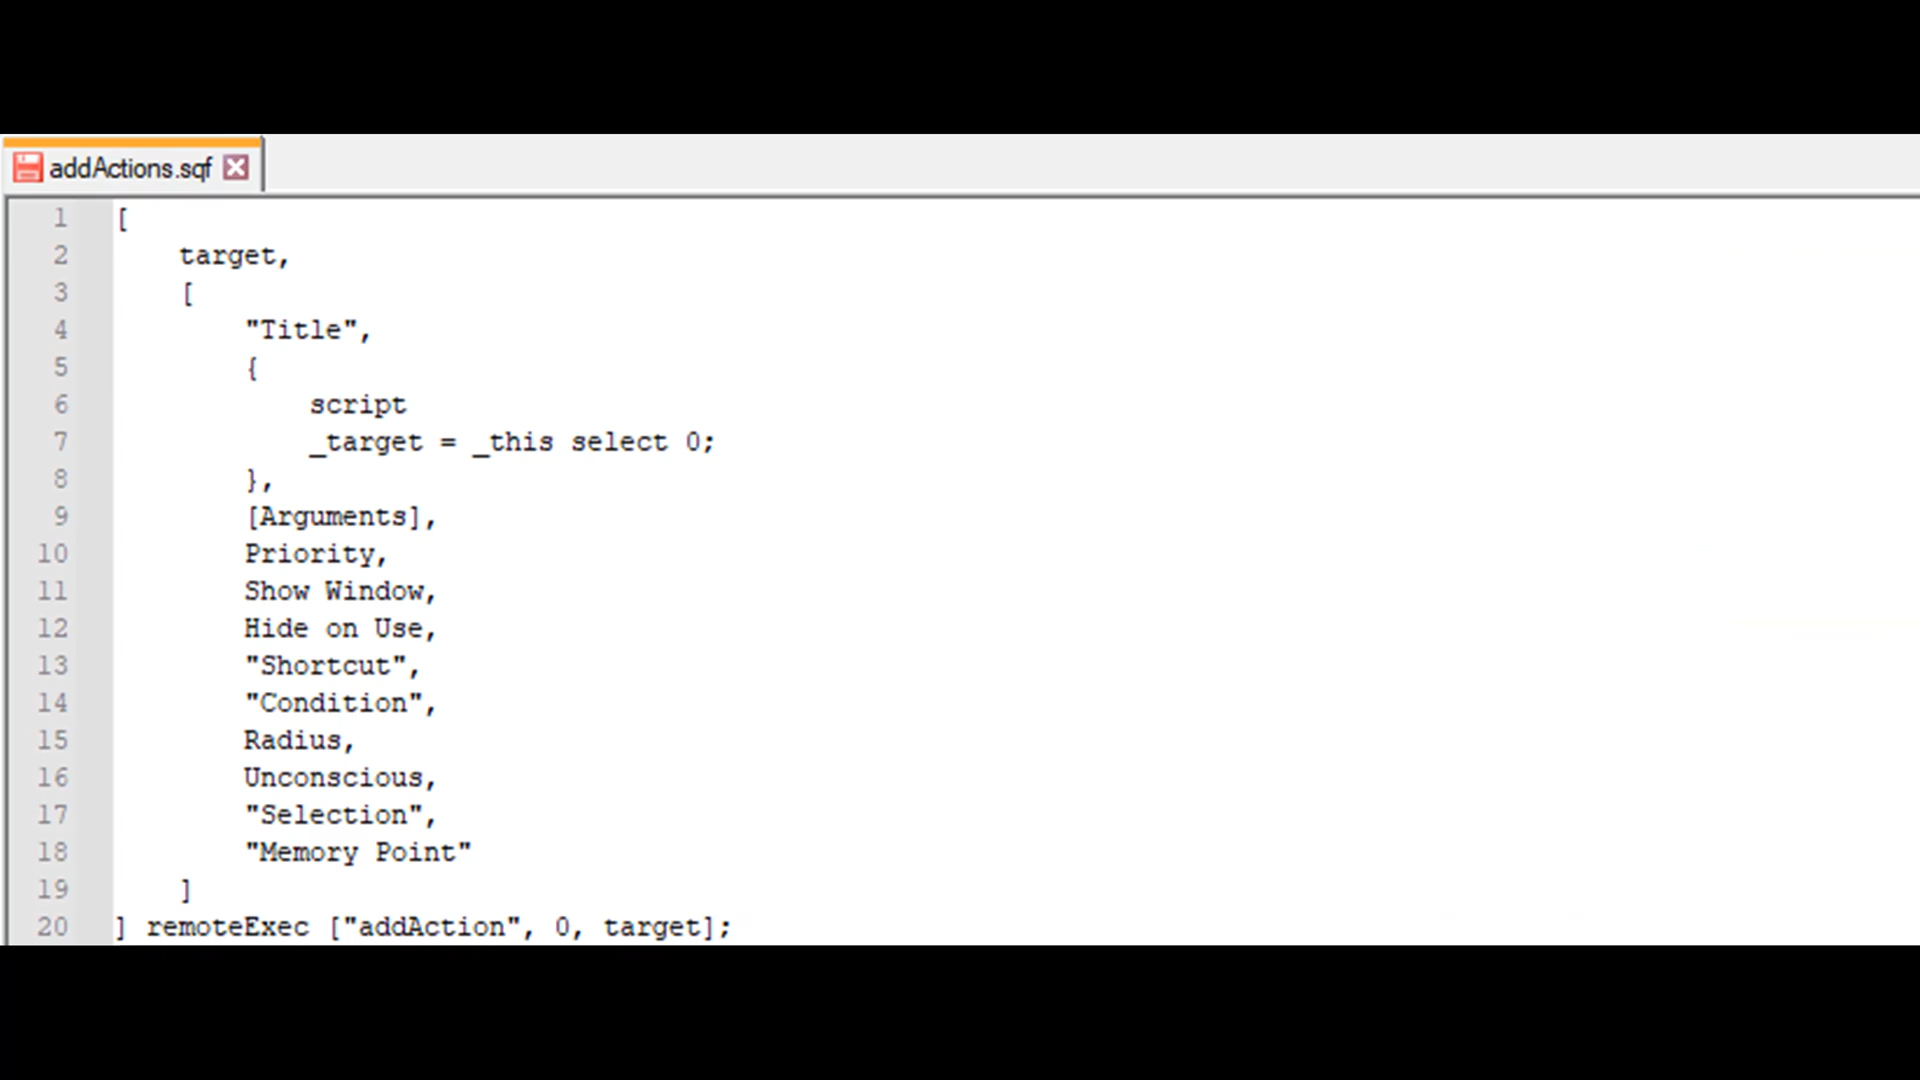 addActions.sqf
1 [
2 target,
3 [
4 "Title",
5 {
6 script
7 _target = _this select 0;
8 },
9 [Arguments],
10 Priority,
11 Show Window,
12 Hide on Use,
13 "Shortcut",
14 "Condition",
15 Radius,
16 Unconscious,
17 "Selection",
18 "Memory Point"
19 ]
20 ] remoteExec ["addAction", 0, target];